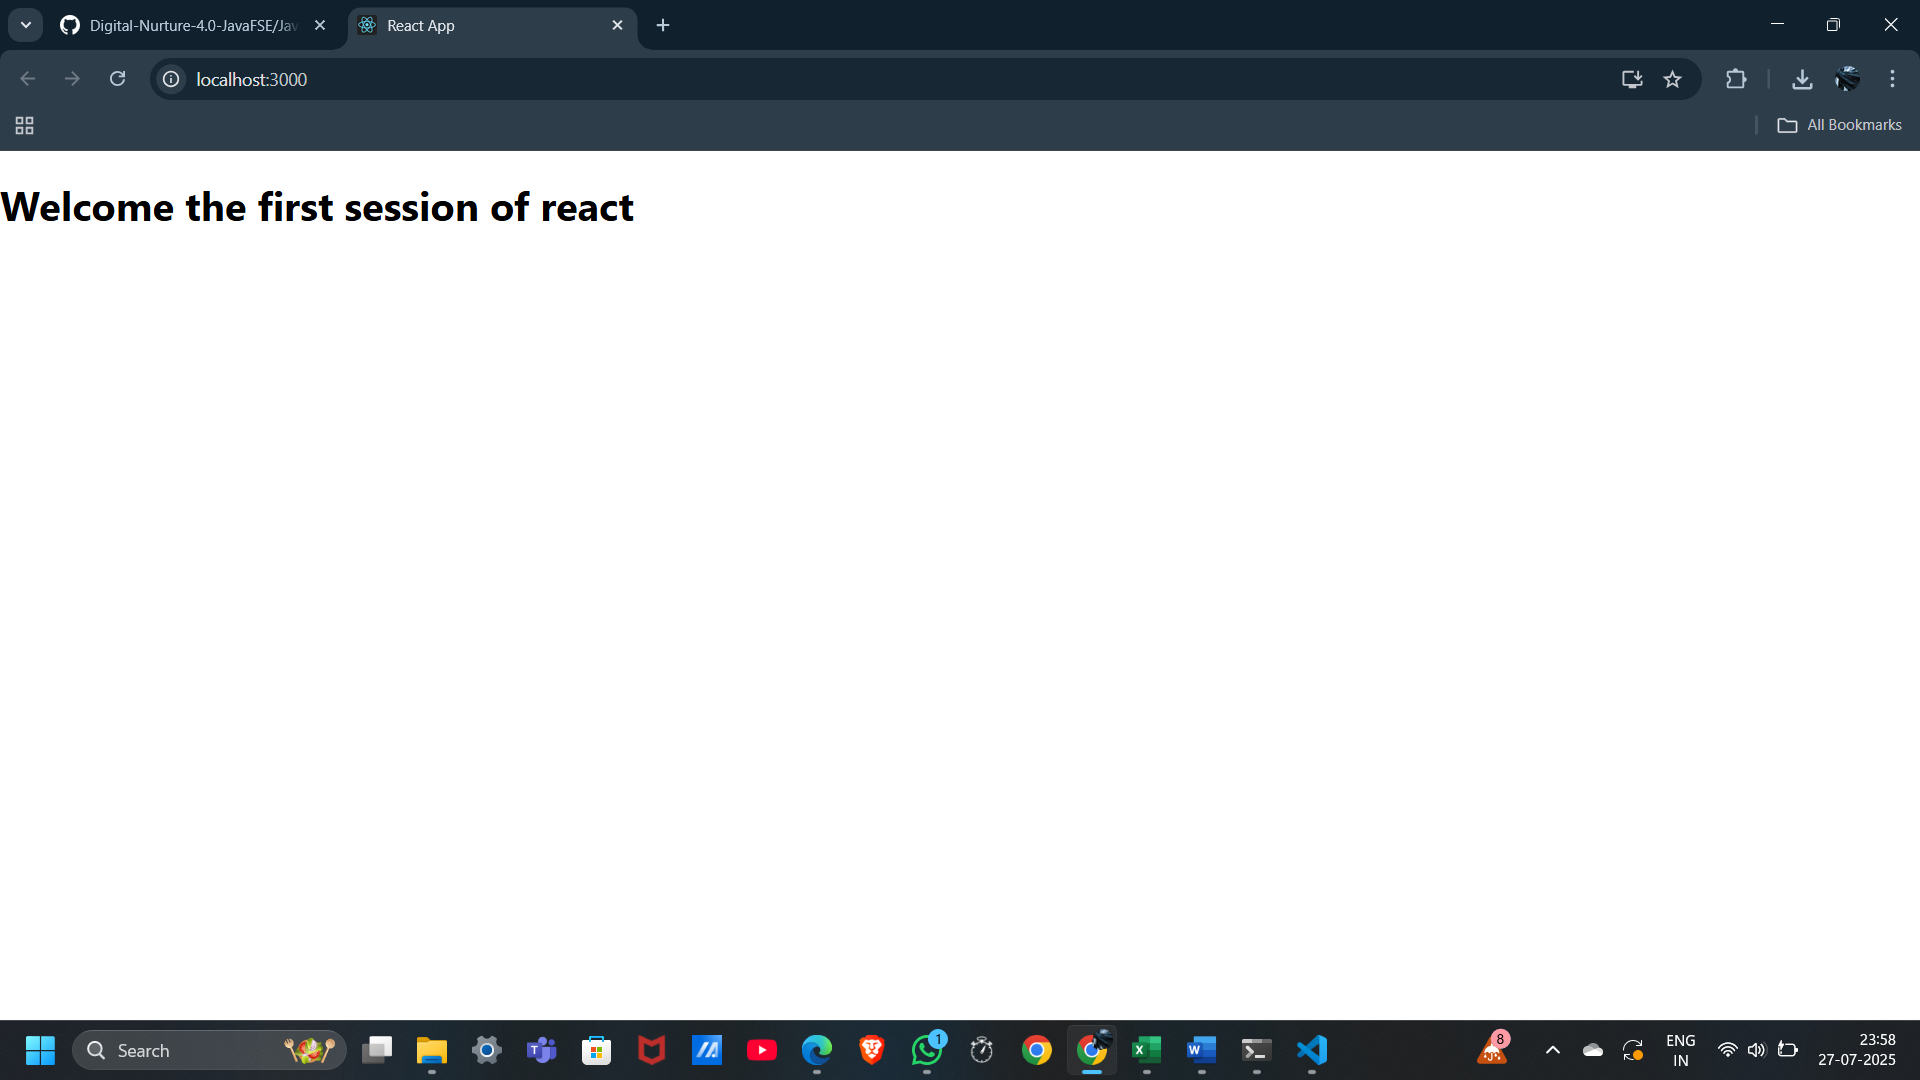 Digital-Nurture-4.0-JavaFSE/Jav
React App
localhost:3000
All Bookmarks
Welcome the first session of react
Search
1
8
ENG
IN
23:58
27-07-2025